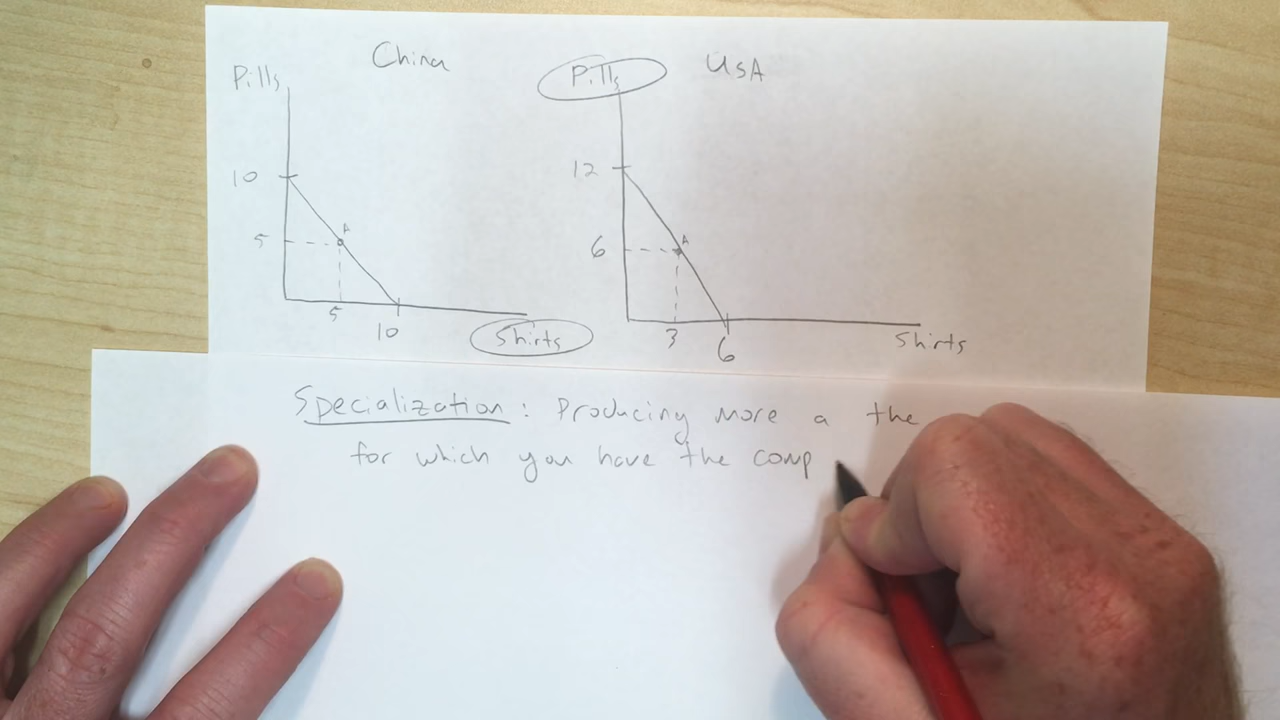 China
Pills
10
5
A
5
10
Shirts
USA
Pills
12
6
A
3
6
Shirts
Specialization: Producing more a the
for which you have the comp